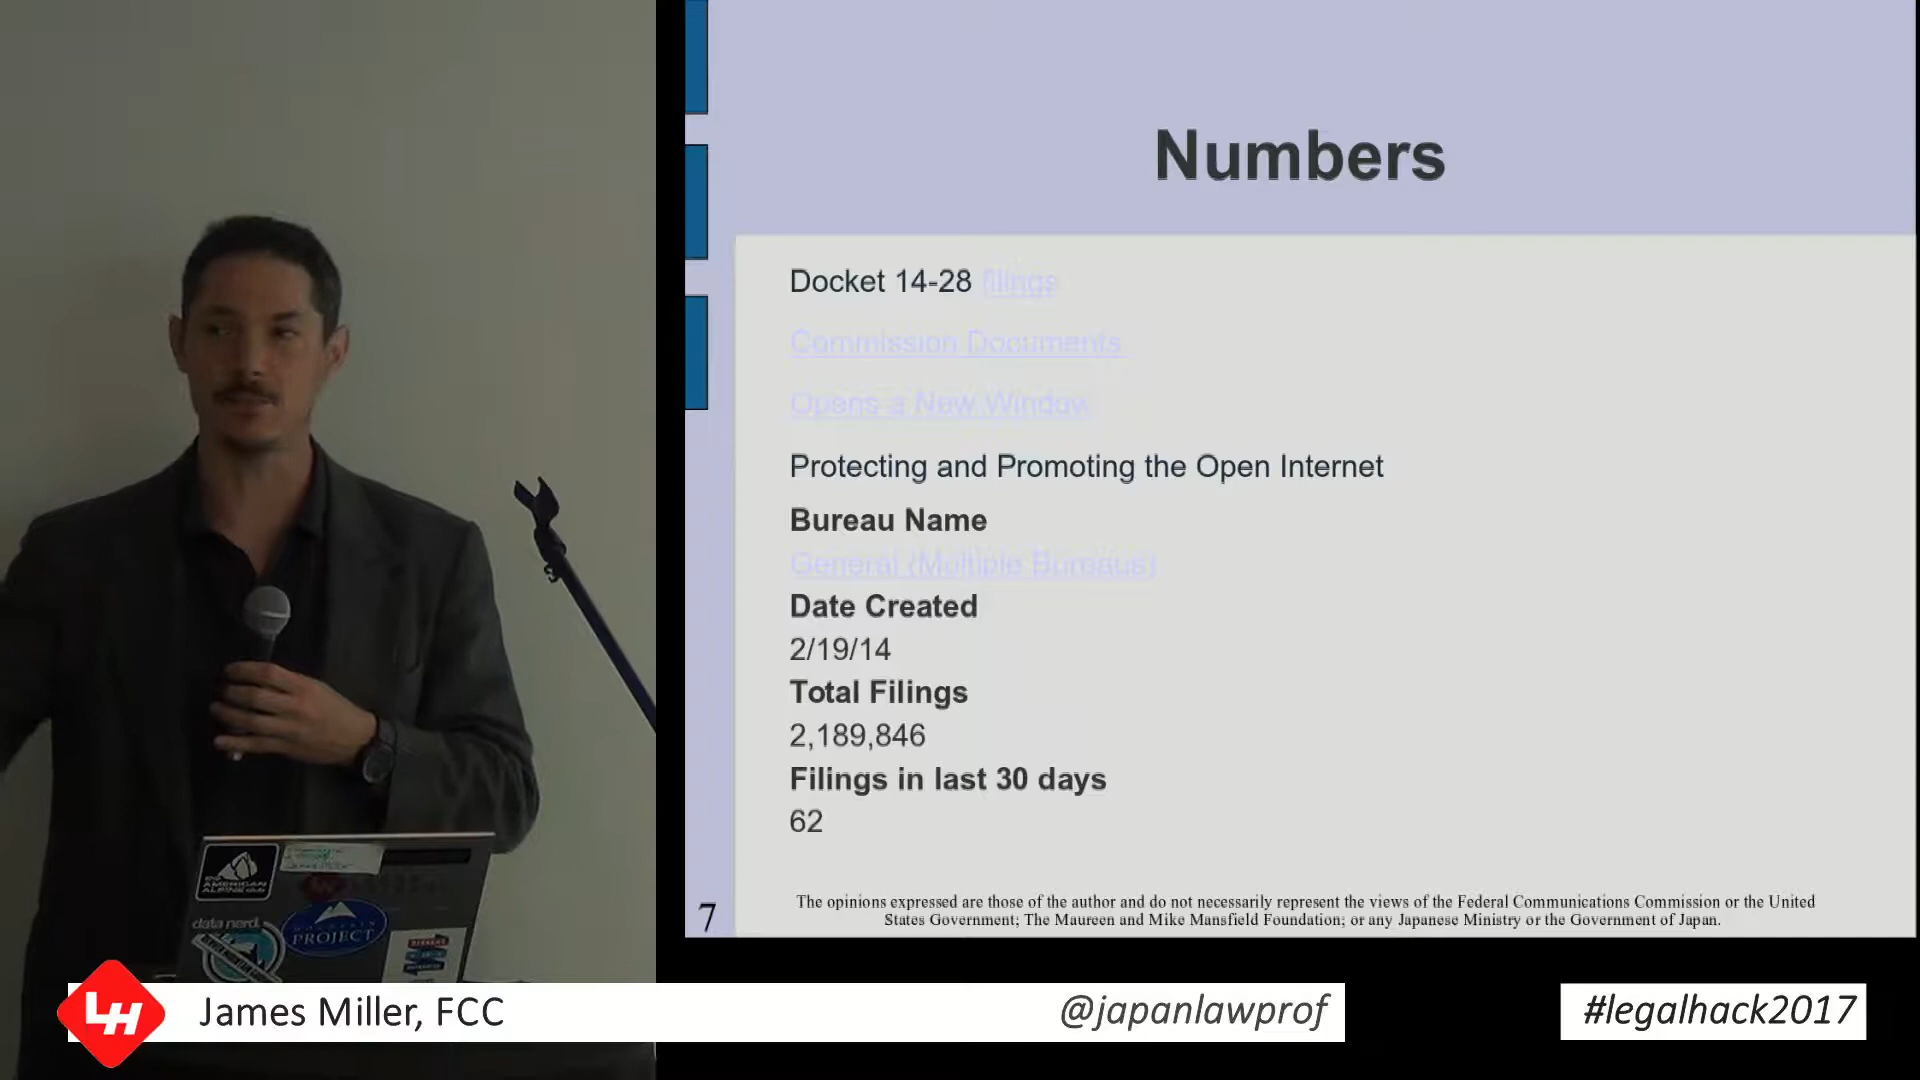 Numbers
Docket 14-28 filings
Commission Documents
Opens a New Window
Protecting and Promoting the Open Internet
Bureau Name
General (Multiple Bureaus)
Date Created
2/19/14
Total Filings
2,189,846
Filings in last 30 days
62
The opinions expressed are those of the author and do not necessarily represent the views of the Federal Communications Commission or the United
States Government; The Maureen and Mike Mansfield Foundation; or any Japanese Ministry or the Government of Japan.
7
AMERICAN
ALPINE CLUB
data nerd.
PROJECT
LH
James Miller, FCC
@japanlawprof
#legalhack2017